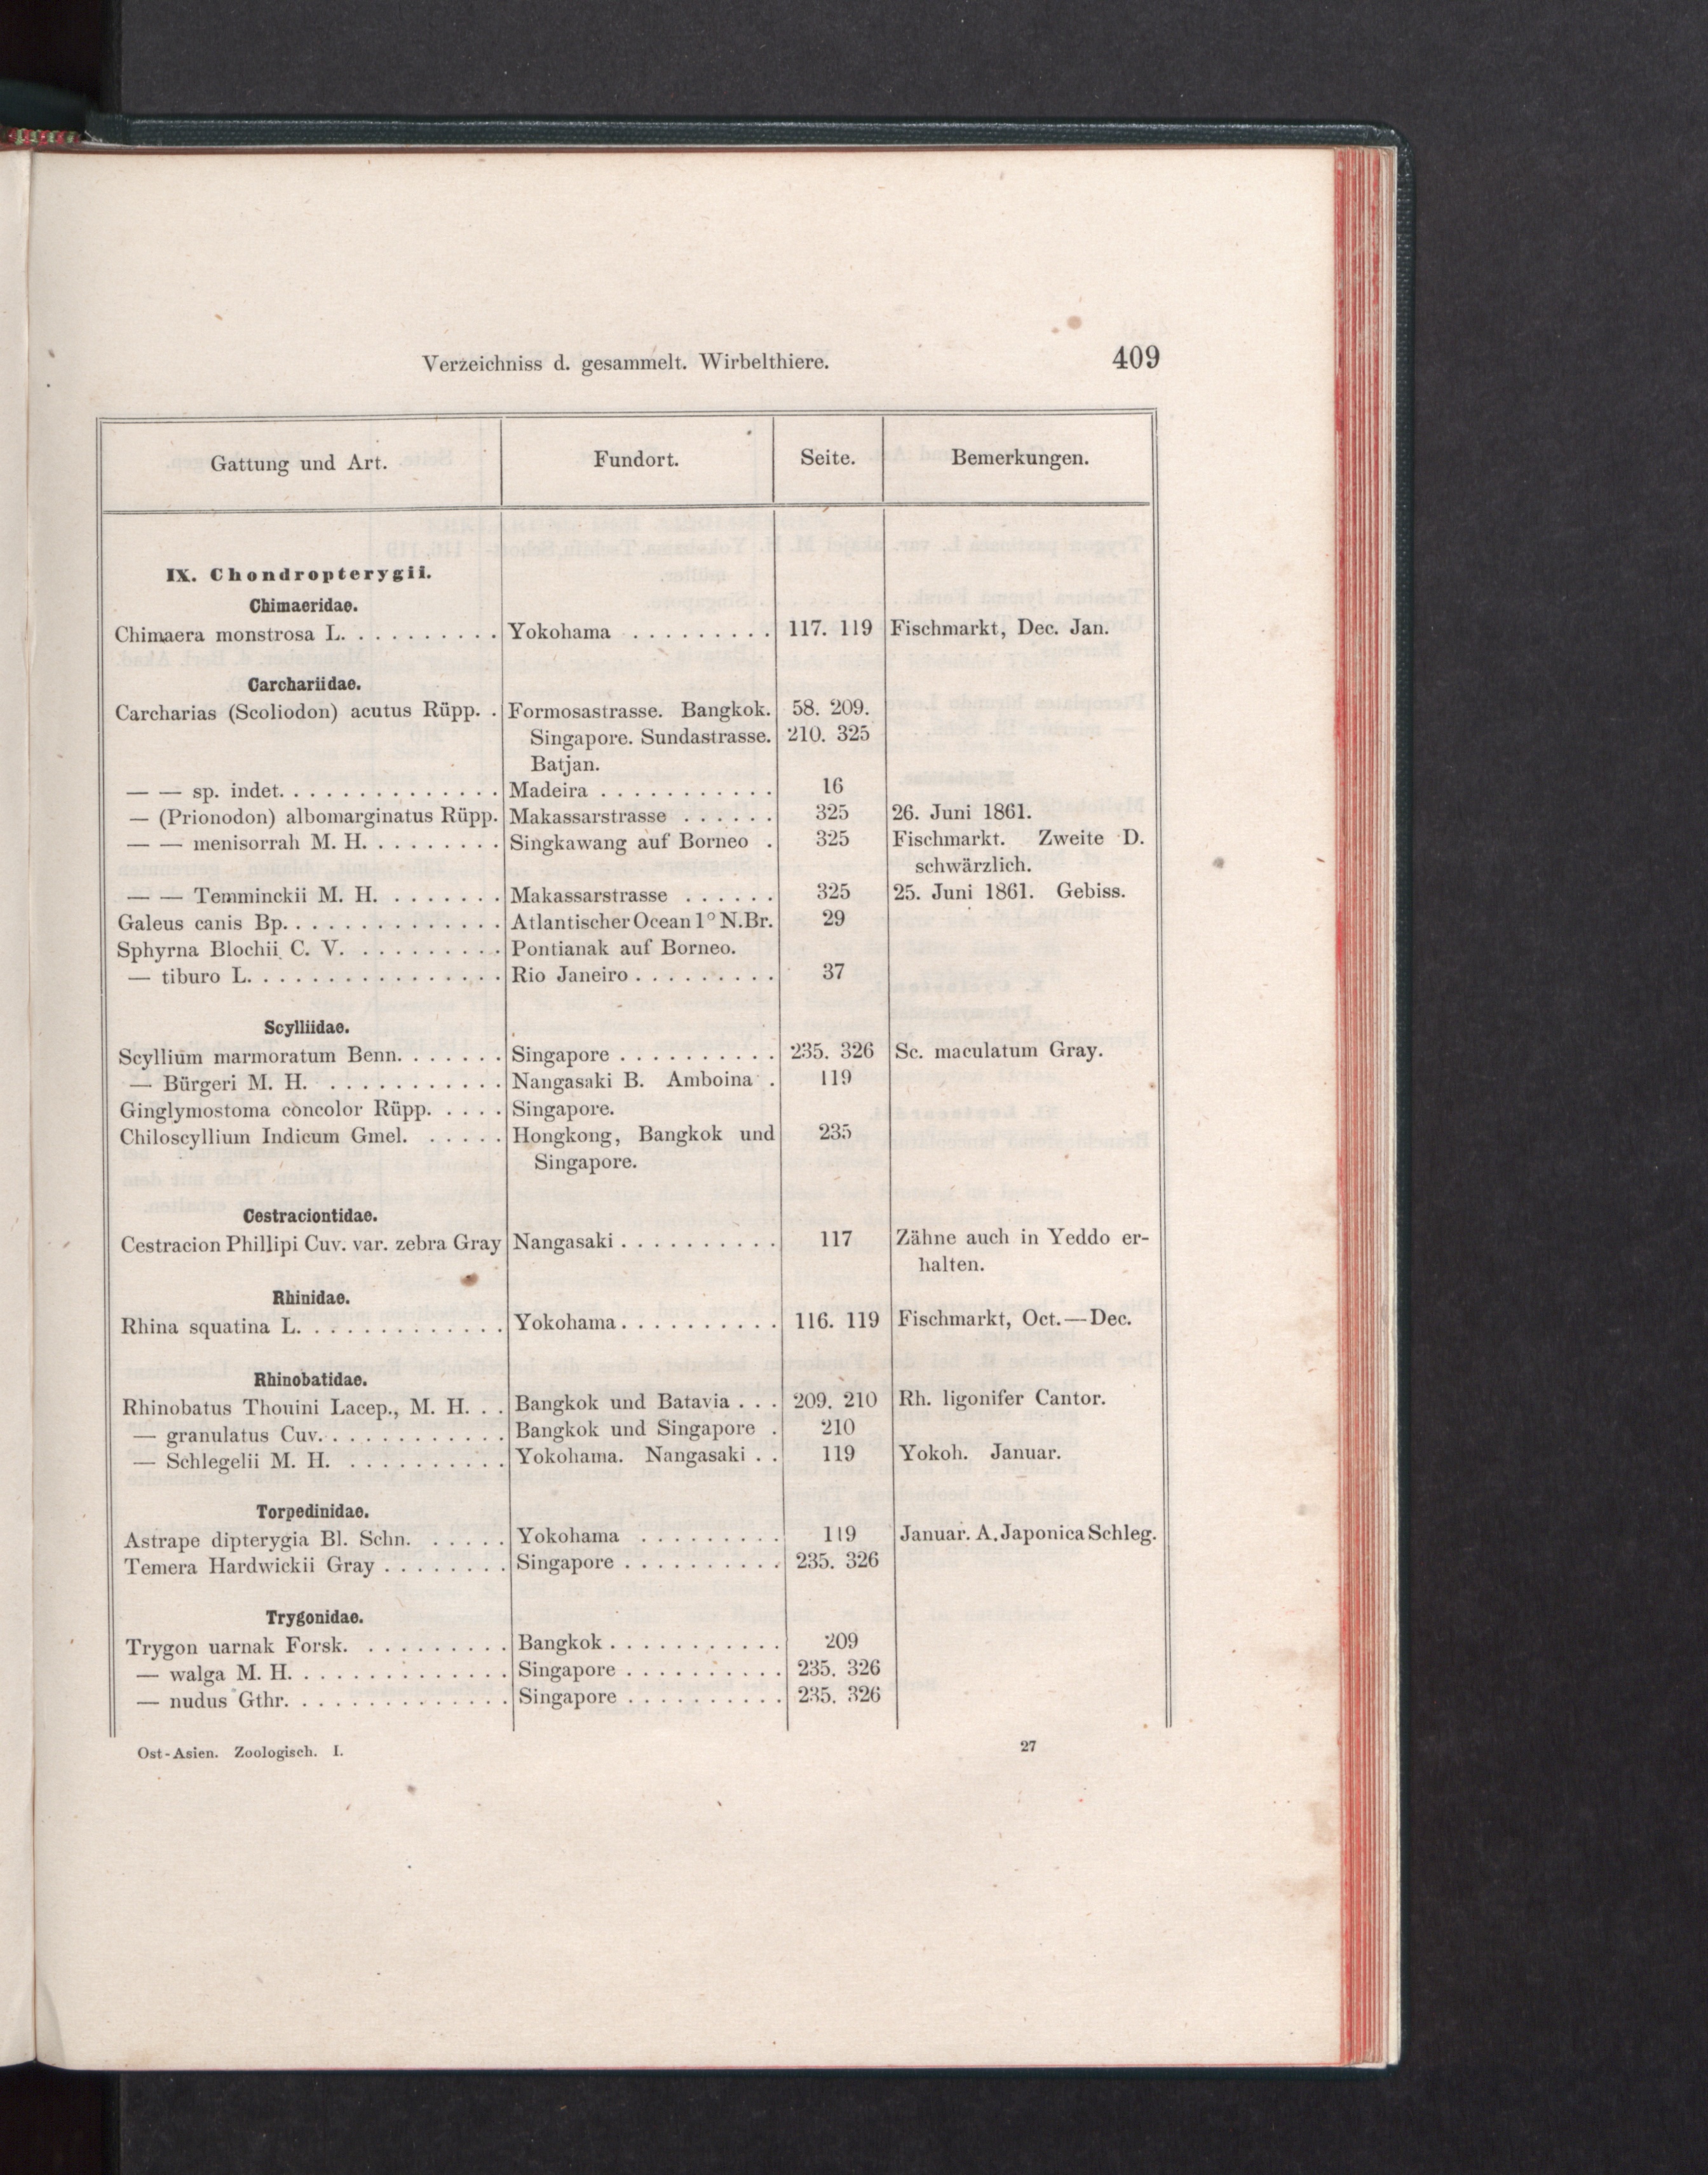 Verzeichniss d. gesammelt. Wirbelthiere. 409
Gattung und Art. Fundort. Seite. Bemerkungen.
IX. Chondropterygii.
Chimaeridae.
Chimaera monstrosa L. . . . . . . . . . Yokohama . . . . . . . . . 117. 119 Fischmarkt, Dec. Jan.
Carchariidae.
Carcharias (Scoliodon) acutus Rüpp. . Formosastrasse. Bangkok. 58. 209.
Singapore. Sundastrasse. 210. 325
Batjan.
— — sp. indet. . . . . . . . . . . . . . Madeira . . . . . . . . . . . 16
— (Prionodon) albomarginatus Rüpp. Makassarstrasse . . . . . . 325 26. Juni 1861.
— — menisorrah M. H. . . . . . . . . Singkawang auf Borneo . 325 Fischmarkt. Zweite D.
schwärzlich.
— — Temminckii M. H. . . . . . . . Makassarstrasse . . . . . . 325 25. Juni 1861. Gebiss.
Galeus canis Bp. . . . . . . . . . . . . . Atlantischer Ocean 1° N.Br. 29
Sphyrna Blochii C. V. . . . . . . . . . Pontianak auf Borneo.
— tiburo L. . . . . . . . . . . . . . . . Rio Janeiro . . . . . . . . . 37
Scylliidae.
Scyllium marmoratum Benn. . . . . . . Singapore . . . . . . . . . . 235. 326 Sc. maculatum Gray.
— Bürgeri M. H. . . . . . . . . . . . Nangasaki B. Amboina . 119
Ginglymostoma concolor Rüpp. . . . . Singapore.
Chiloscyllium Indicum Gmel. . . . . . Hongkong, Bangkok und 235
Singapore.
Cestraciontidae.
Cestracion Phillipi Cuv. var. zebra Gray Nangasaki . . . . . . . . . . 117 Zähne auch in Yeddo er-
halten.
Rhinidae.
Rhina squatina L. . . . . . . . . . . . . Yokohama . . . . . . . . . . 116. 119 Fischmarkt, Oct.—Dec.
Rhinobatidae.
Rhinobatus Thouini Lacep., M. H. . . Bangkok und Batavia . . . 209. 210 Rh. ligonifer Cantor.
— granulatus Cuv. . . . . . . . . . . . Bangkok und Singapore . 210
— Schlegelii M. H. . . . . . . . . . . Yokohama. Nangasaki . . 119 Yokoh. Januar.
Torpedinidae.
Astrape dipterygia Bl. Schn. . . . . . Yokohama . . . . . . . . . 119 Januar. A. Japonica Schleg.
Temera Hardwickii Gray . . . . . . . . Singapore . . . . . . . . . . 235. 326
Trygonidae.
Trygon uarnak Forsk. . . . . . . . . . Bangkok . . . . . . . . . . . 209
— walga M. H. . . . . . . . . . . . . . Singapore . . . . . . . . . . 235. 326
— nudus Gthr. . . . . . . . . . . . . . . Singapore . . . . . . . . . . 235. 326
Ost-Asien. Zoologisch. I. 27